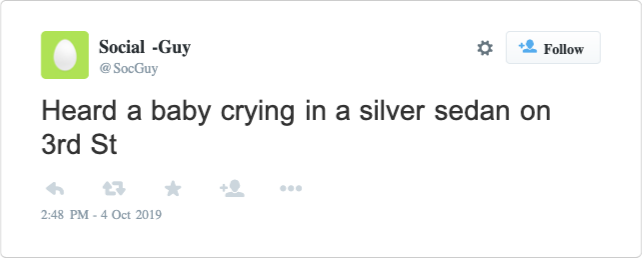 Social -Guy
@SocGuy
Follow
Heard a baby crying in a silver sedan on
3rd St
2:48 PM - 4 Oct 2019